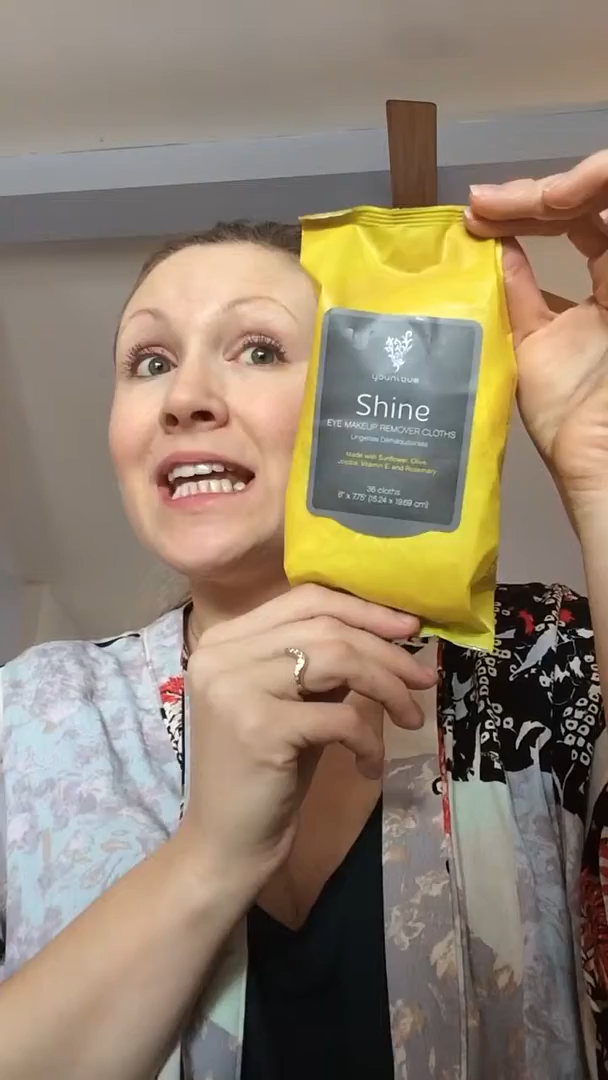 younique
Shine
EYE MAKEUP REMOVER CLOTHS
Lingettes Démaquillantes
Made with Sunflower, Olive,
Jojoba, Vitamin E, and Rosemary
36 cloths
6" x 7.75" (15.24 x 19.69 cm)